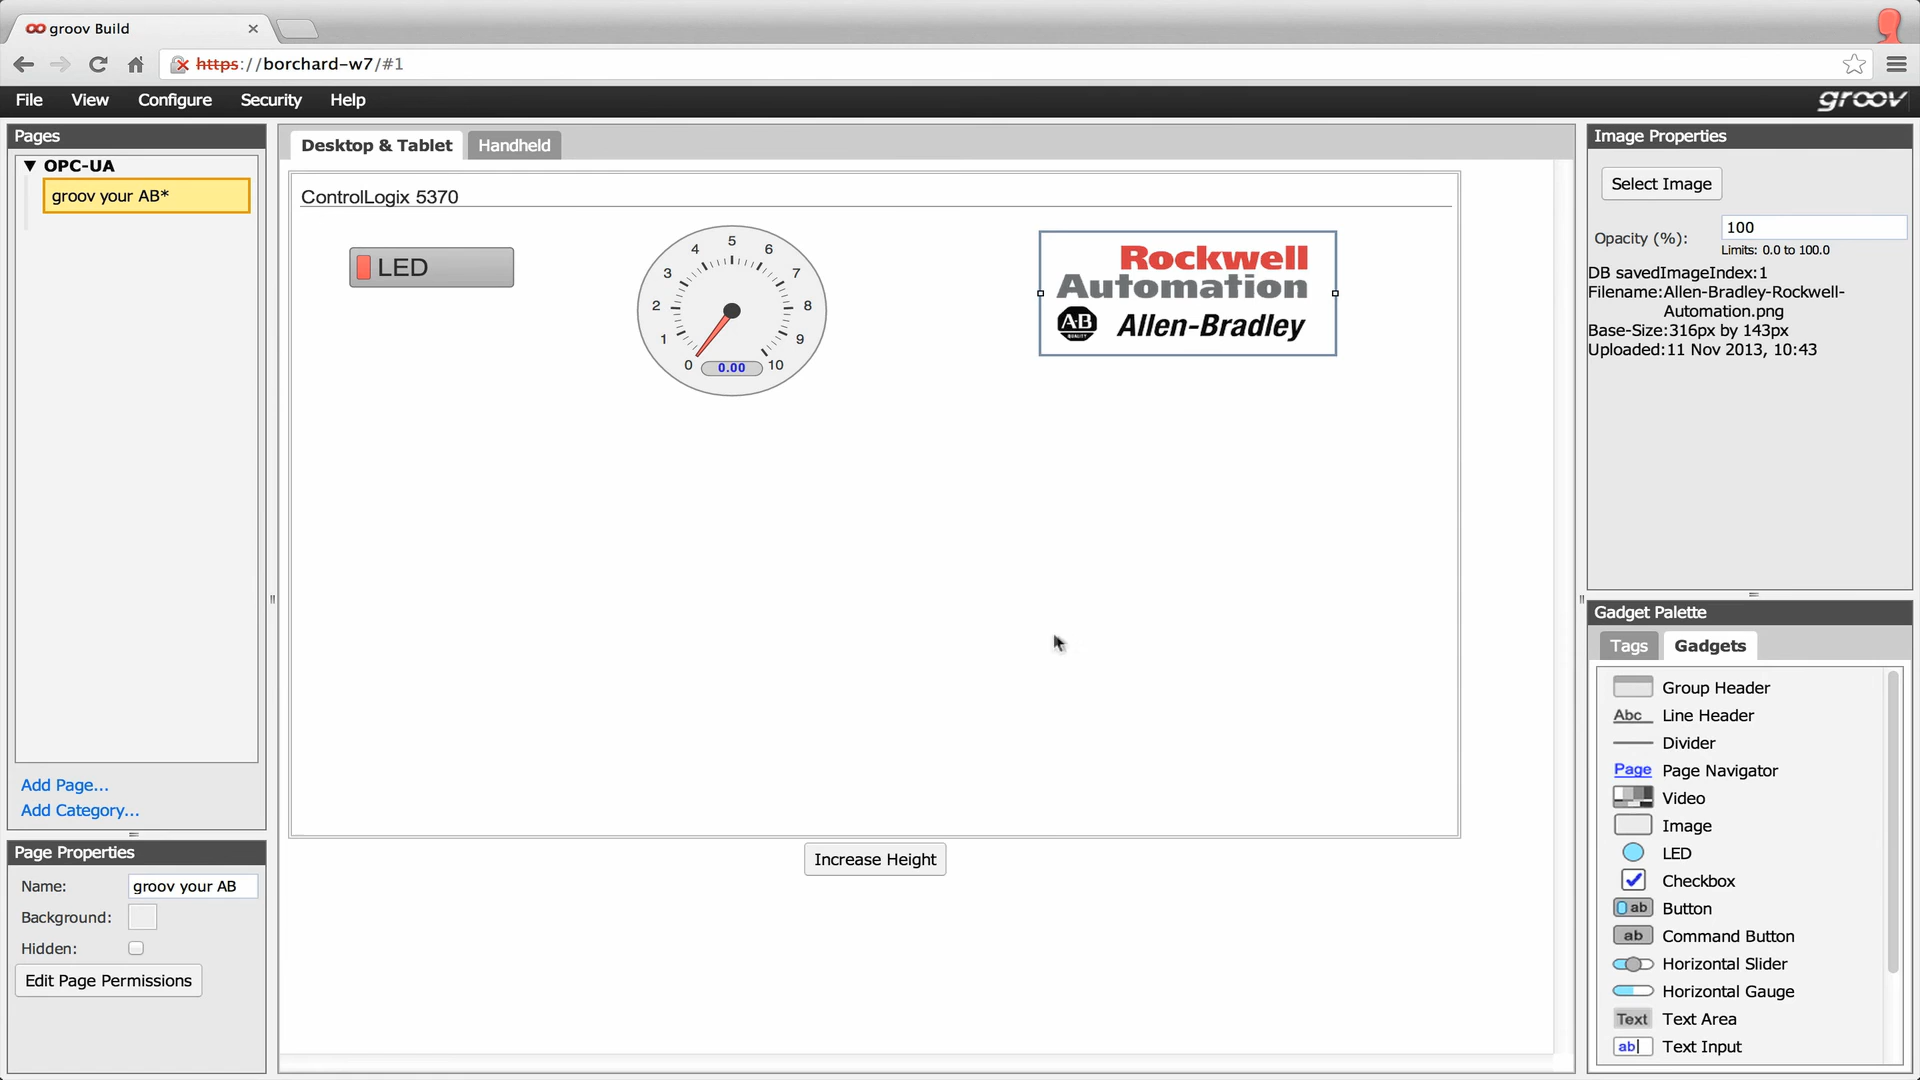 groov Build
https://borchard-w7/#1
File View Configure Security Help
groov
Pages
OPC-UA
groov your AB*
Add Page...
Add Category...
Page Properties
Name: groov your AB
Background:
Hidden:
Edit Page Permissions
Desktop & Tablet Handheld
ControlLogix 5370
LED
0 1 2 3 4 5 6 7 8 9 10
0.00
Rockwell
Automation
A-B
QUALITY
Allen-Bradley
Increase Height
Image Properties
Select Image
Opacity (%): 100
Limits: 0.0 to 100.0
DB savedImageIndex:1
Filename:Allen-Bradley-Rockwell-
Automation.png
Base-Size:316px by 143px
Uploaded:11 Nov 2013, 10:43
Gadget Palette
Tags Gadgets
Group Header
Abc Line Header
Divider
Page Page Navigator
Video
Image
LED
Checkbox
ab Button
ab Command Button
Horizontal Slider
Horizontal Gauge
Text Text Area
ab Text Input